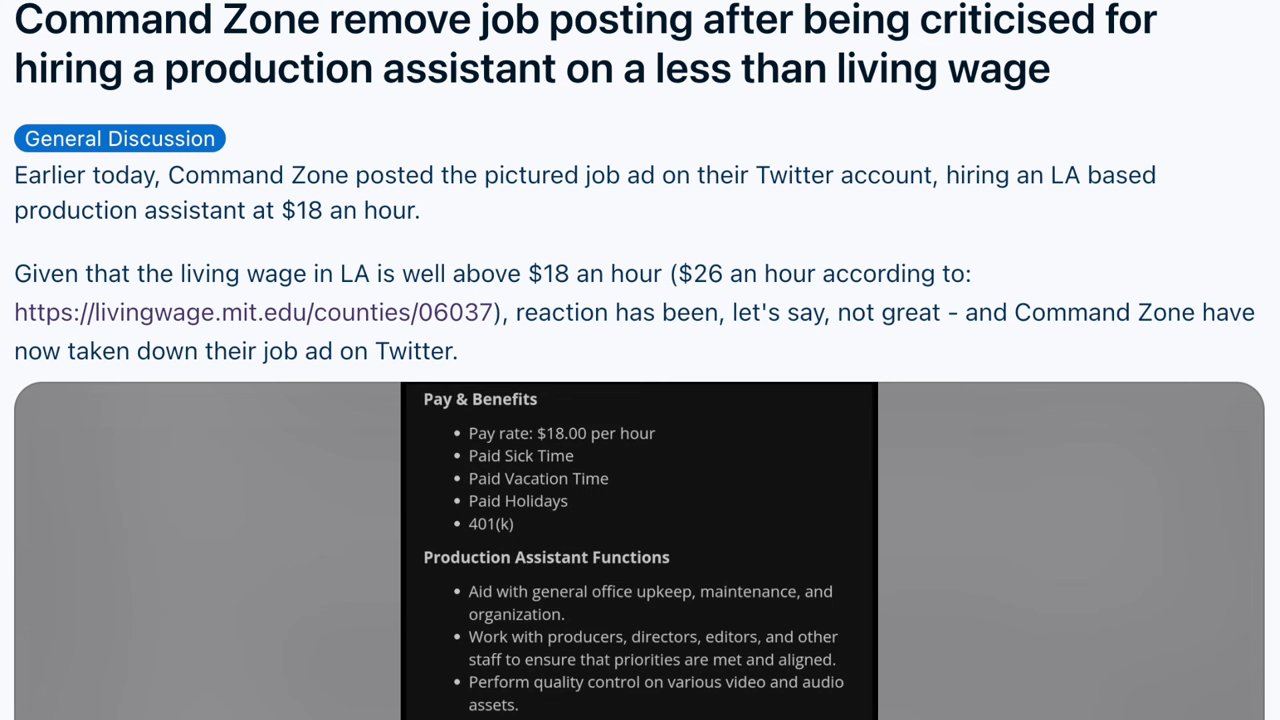 Command Zone remove job posting after being criticised for
hiring a production assistant on a less than living wage
General Discussion
Earlier today, Command Zone posted the pictured job ad on their Twitter account, hiring an LA based
production assistant at $18 an hour.
Given that the living wage in LA is well above $18 an hour ($26 an hour according to:
https://livingwage.mit.edu/counties/06037), reaction has been, let's say, not great - and Command Zone have
now taken down their job ad on Twitter.
Pay & Benefits
• Pay rate: $18.00 per hour
• Paid Sick Time
• Paid Vacation Time
• Paid Holidays
• 401(k)
Production Assistant Functions
• Aid with general office upkeep, maintenance, and
organization.
• Work with producers, directors, editors, and other
staff to ensure that priorities are met and aligned.
• Perform quality control on various video and audio
assets.